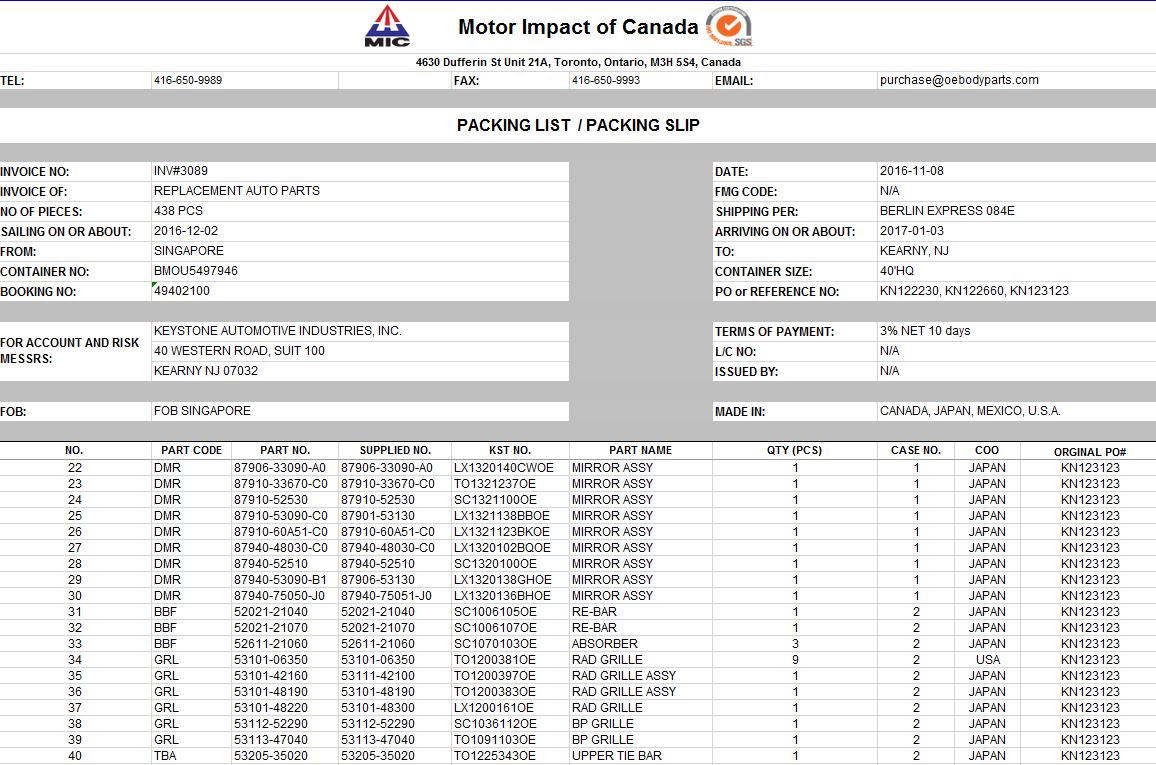 MIC
Motor Impact of Canada
SGS
4630 Dufferin St Unit 21A, Toronto, Ontario, M3H 5S4, Canada
TEL: 416-650-9989 FAX: 416-650-9993 EMAIL: purchase@oebodyparts.com
PACKING LIST / PACKING SLIP
INVOICE NO: INV#3089 DATE: 2016-11-08
INVOICE OF: REPLACEMENT AUTO PARTS FMG CODE: N/A
NO OF PIECES: 438 PCS SHIPPING PER: BERLIN EXPRESS 084E
SAILING ON OR ABOUT: 2016-12-02 ARRIVING ON OR ABOUT: 2017-01-03
FROM: SINGAPORE TO: KEARNY, NJ
CONTAINER NO: BMOU5497946 CONTAINER SIZE: 40'HQ
BOOKING NO: 49402100 PO or REFERENCE NO: KN122230, KN122660, KN123123
FOR ACCOUNT AND RISK MESSRS:
KEYSTONE AUTOMOTIVE INDUSTRIES, INC. TERMS OF PAYMENT: 3% NET 10 days
40 WESTERN ROAD, SUIT 100 L/C NO: N/A
KEARNY NJ 07032 ISSUED BY: N/A
FOB: FOB SINGAPORE MADE IN: CANADA, JAPAN, MEXICO, U.S.A.
NO. PART CODE PART NO. SUPPLIED NO. KST NO. PART NAME QTY (PCS) CASE NO. COO ORGINAL PO#
22 DMR 87906-33090-A0 87906-33090-A0 LX1320140CWOE MIRROR ASSY 1 1 JAPAN KN123123
23 DMR 87910-33670-C0 87910-33670-C0 TO1321237OE MIRROR ASSY 1 1 JAPAN KN123123
24 DMR 87910-52530 87910-52530 SC1321100OE MIRROR ASSY 1 1 JAPAN KN123123
25 DMR 87910-53090-C0 87901-53130 LX1321138BBOE MIRROR ASSY 1 1 JAPAN KN123123
26 DMR 87910-60A51-C0 87910-60A51-C0 LX1321123BKOE MIRROR ASSY 1 1 JAPAN KN123123
27 DMR 87940-48030-C0 87940-48030-C0 LX1320102BQOE MIRROR ASSY 1 1 JAPAN KN123123
28 DMR 87940-52510 87940-52510 SC1320100OE MIRROR ASSY 1 1 JAPAN KN123123
29 DMR 87940-53090-B1 87906-53130 LX1320138GHOE MIRROR ASSY 1 1 JAPAN KN123123
30 DMR 87940-75050-J0 87940-75051-J0 LX1320136BHOE MIRROR ASSY 1 1 JAPAN KN123123
31 BBF 52021-21040 52021-21040 SC1006105OE RE-BAR 1 2 JAPAN KN123123
32 BBF 52021-21070 52021-21070 SC1006107OE RE-BAR 1 2 JAPAN KN123123
33 BBF 52611-21060 52611-21060 SC1070103OE ABSORBER 3 2 JAPAN KN123123
34 GRL 53101-06350 53101-06350 TO1200381OE RAD GRILLE 9 2 USA KN123123
35 GRL 53101-42160 53111-42100 TO1200397OE RAD GRILLE ASSY 1 2 JAPAN KN123123
36 GRL 53101-48190 53101-48190 TO1200383OE RAD GRILLE ASSY 1 2 JAPAN KN123123
37 GRL 53101-48220 53101-48300 LX1200161OE RAD GRILLE 1 2 JAPAN KN123123
38 GRL 53112-52290 53112-52290 SC1036112OE BP GRILLE 1 2 JAPAN KN123123
39 GRL 53113-47040 53113-47040 TO1091103OE BP GRILLE 1 2 JAPAN KN123123
40 TBA 53205-35020 53205-35020 TO1225343OE UPPER TIE BAR 1 2 JAPAN KN123123